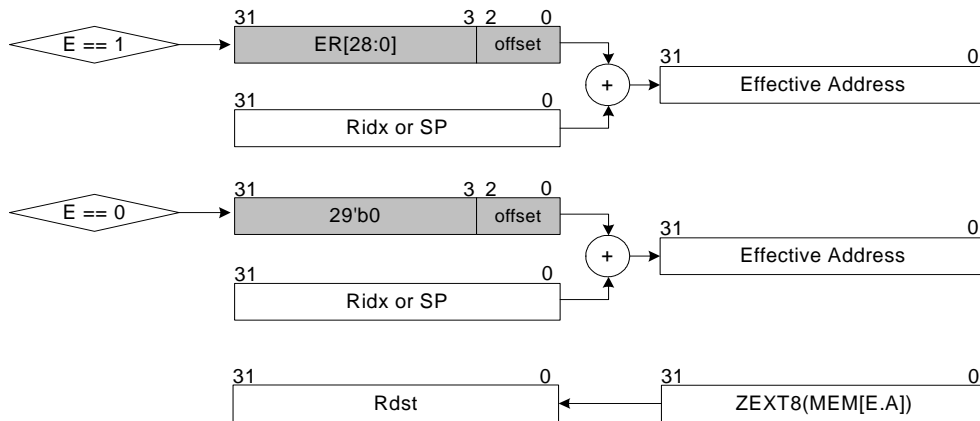 31 3 2 0
E == 1 ER[28:0] offset
31 0
+ Effective Address
31 0
Ridx or SP
31 3 2 0
E == 0 29'b0 offset
31 0
+ Effective Address
31 0
Ridx or SP
31 0 31 0
Rdst ZEXT8(MEM[E.A])